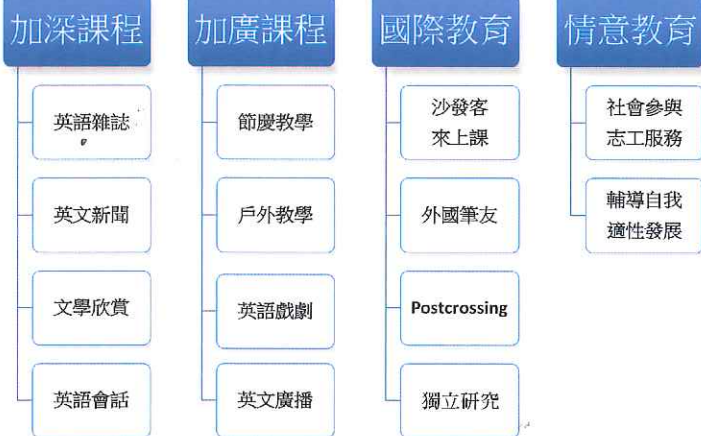 加深課程
英語雜誌
英文新聞
文學欣賞
英語會話
加廣課程
節慶教學
戶外教學
英語戲劇
英文廣播
國際教育
沙發客
來上課
外國筆友
Postcrossing
獨立研究
情意教育
社會參與
志工服務
輔導自我
適性發展